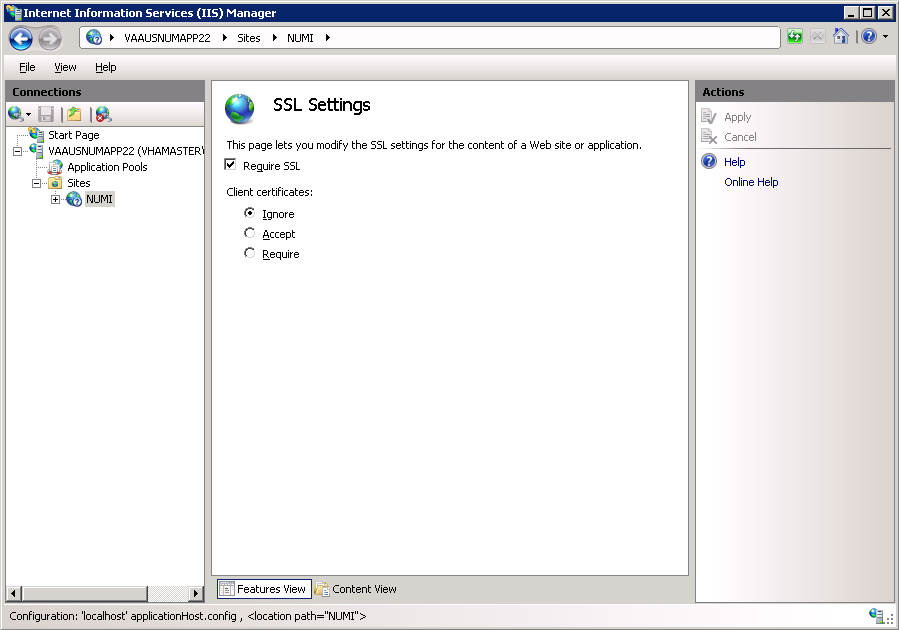 Internet Information Services (IIS) Manager
VAAUSNUMAPP22 Sites NUMI
File View Help
Connections
Start Page
VAAUSNUMAPP22 (VHAMASTER\
Application Pools
Sites
NUMI
SSL Settings
This page lets you modify the SSL settings for the content of a Web site or application.
Require SSL
Client certificates:
Ignore
Accept
Require
Features View Content View
Actions
Apply
Cancel
Help
Online Help
Configuration: 'localhost' applicationHost.config , <location path="NUMI">